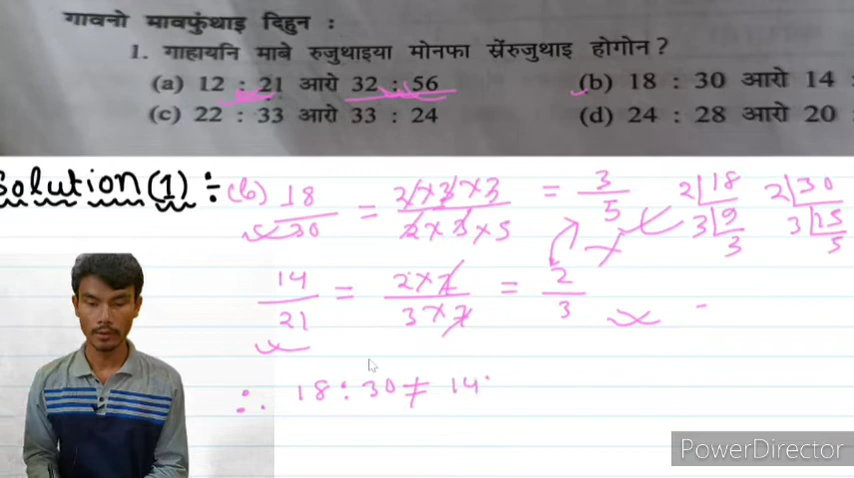 गावनो मावफुंथाइ दिहुन :
1. गाहायनि माबे रुजुथाइया मोनफा सेंरुजुथाइ होगोन ?
(a) 12 : 21 आरो 32 : 56 (b) 18 : 30 आरो 14 :
(c) 22 : 33 आरो 33 : 24 (d) 24 : 28 आरो 20 :
Solution (1) :- (b) 18/30 = 2×3×3/2×3×5 = 3/5 2|18 3|9 3 2|30 3|15 5
14/21 = 2×7/3×7 = 2/3
∴ 18 : 30 ≠ 14
PowerDirector